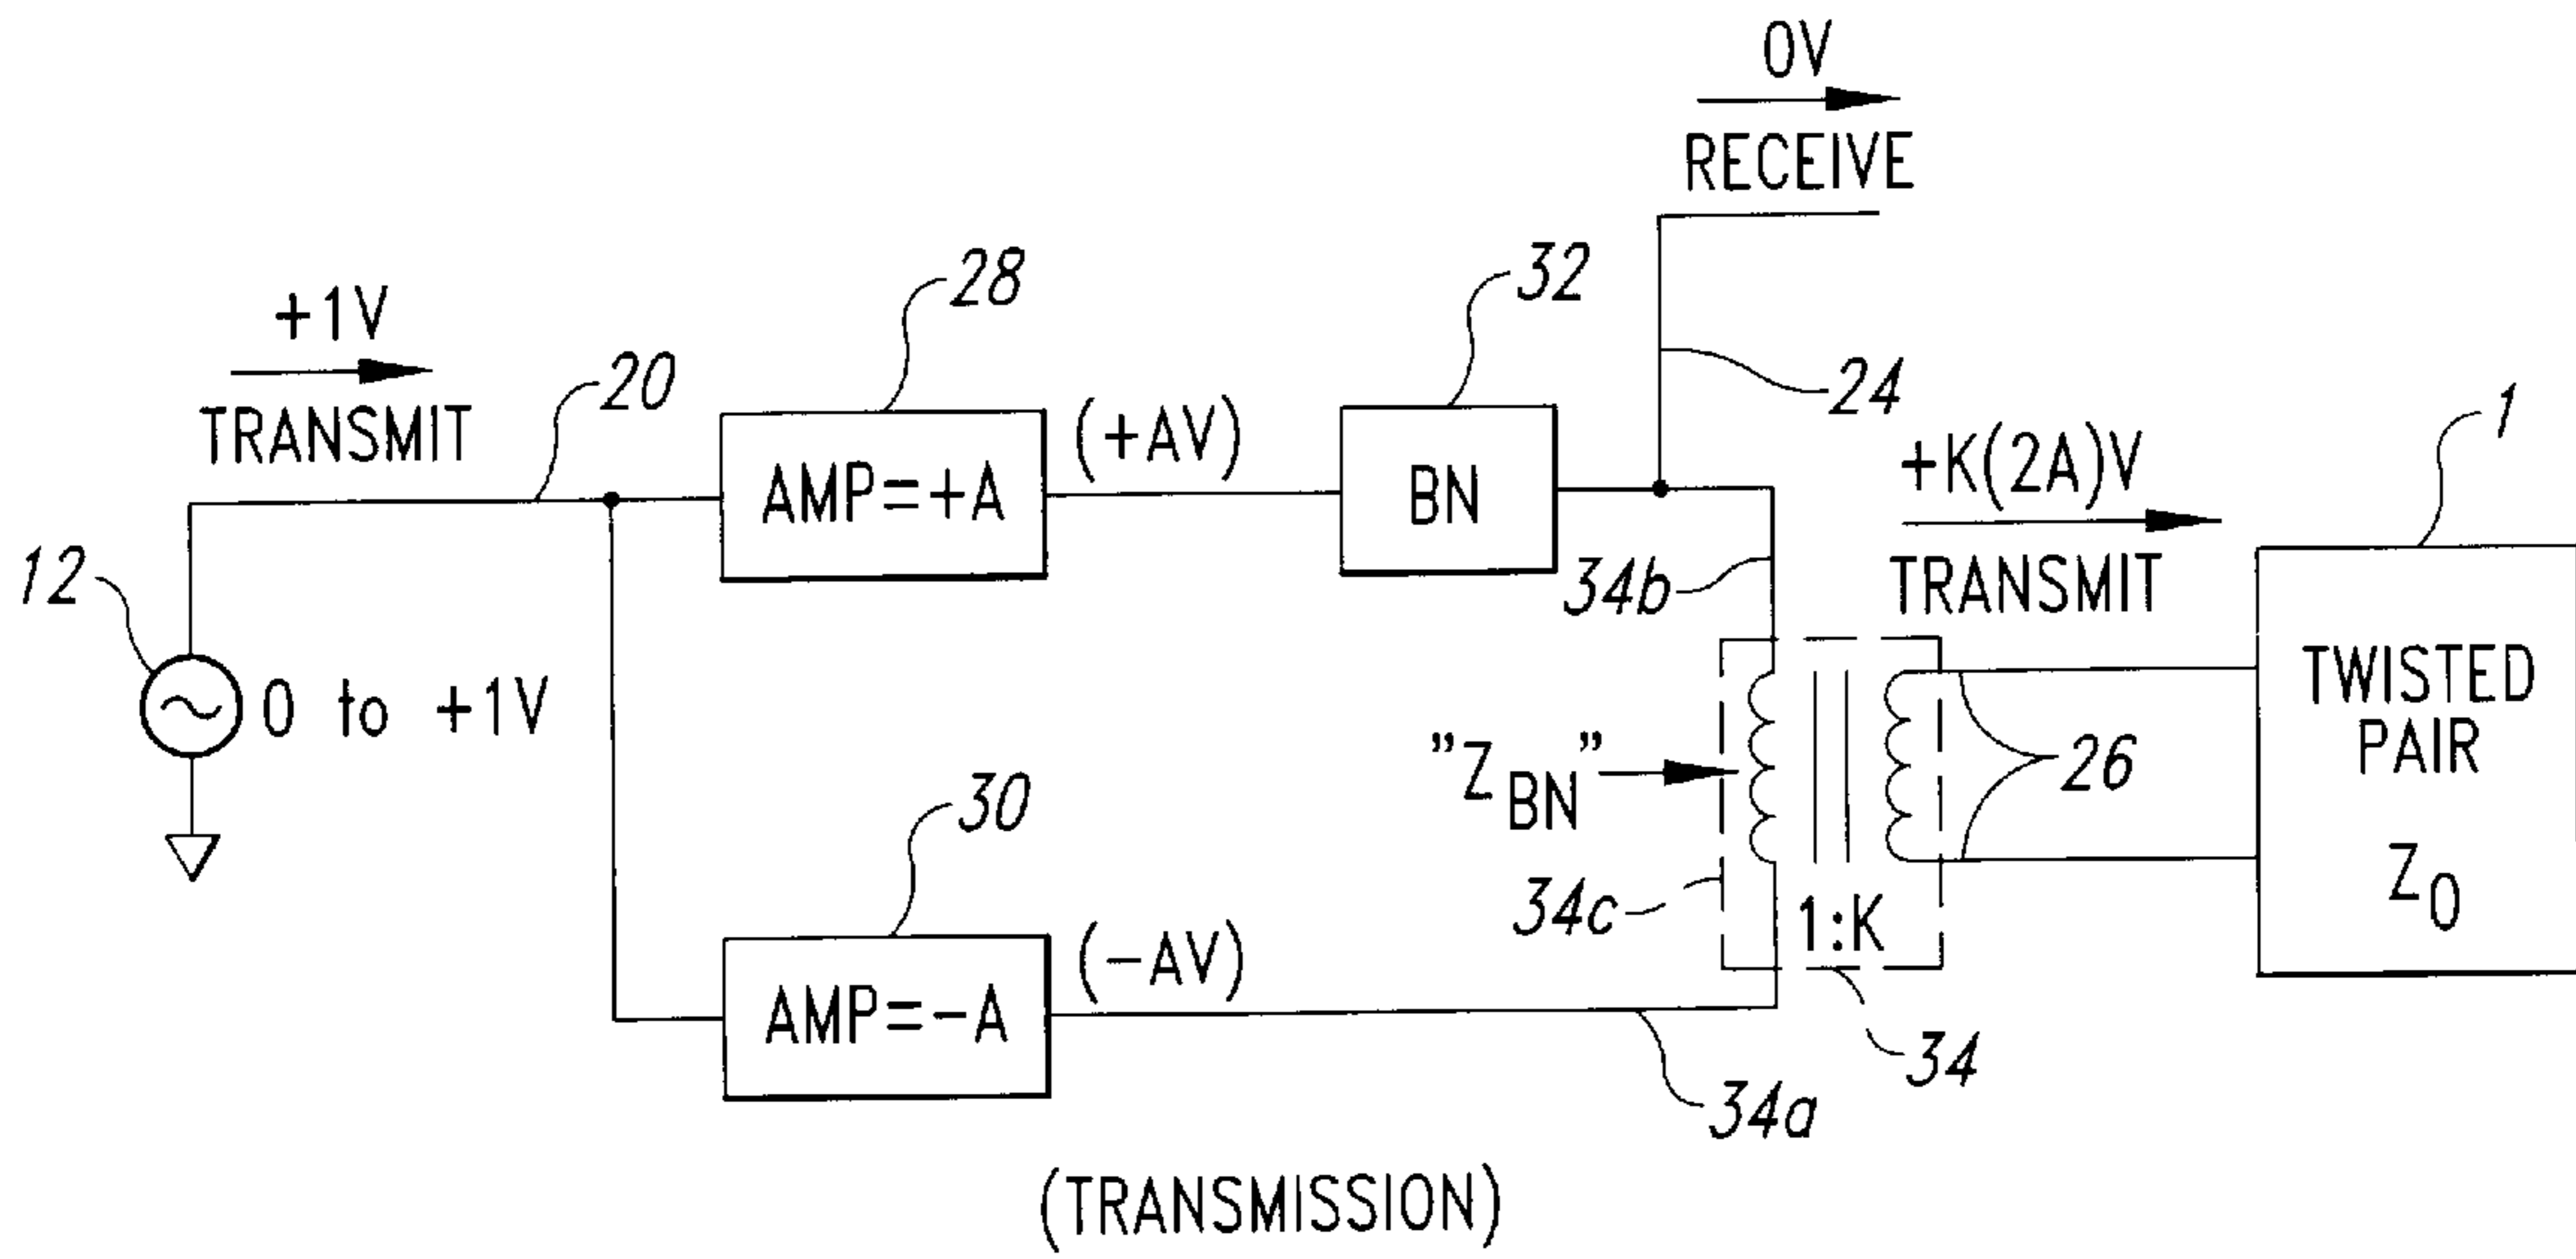 0V
RECEIVE
28
32
+1V
TRANSMIT
20
24
1
(+AV)
AMP=+A
BN
+K(2A)V
TRANSMIT
12
34b
0 to +1V
TWISTED
PAIR
Z0
"ZBN"
26
30
34c
1:K
(-AV)
AMP=-A
34
34a
(TRANSMISSION)